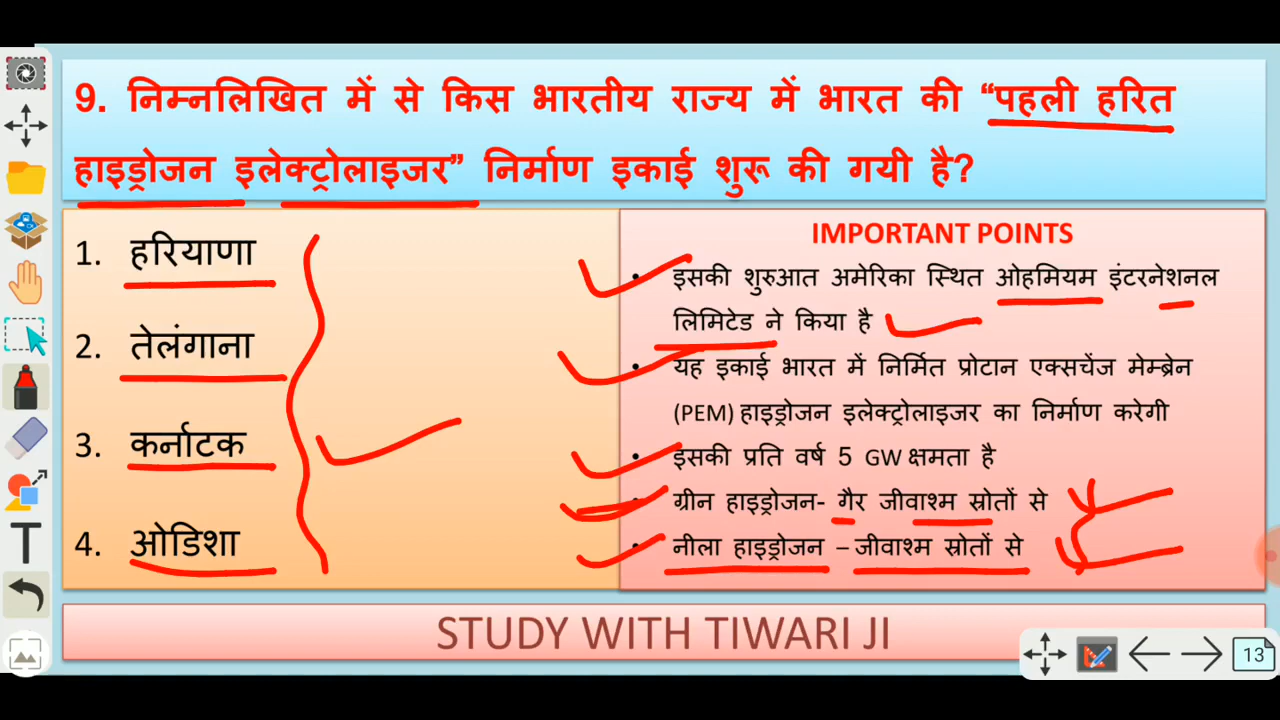 9. निम्नलिखित में से किस भारतीय राज्य में भारत की “पहली हरित
हाइड्रोजन इलेक्ट्रोलाइजर” निर्माण इकाई शुरू की गयी है?
1. हरियाणा
2. तेलंगाना
3. कर्नाटक
4. ओडिशा
IMPORTANT POINTS
• इसकी शुरुआत अमेरिका स्थित ओहमियम इंटरनेशनल
लिमिटेड ने किया है
• यह इकाई भारत में निर्मित प्रोटान एक्सचेंज मेम्ब्रेन
(PEM) हाइड्रोजन इलेक्ट्रोलाइजर का निर्माण करेगी
• इसकी प्रति वर्ष 5 GW क्षमता है
• ग्रीन हाइड्रोजन- गैर जीवाश्म स्रोतों से
• नीला हाइड्रोजन – जीवाश्म स्रोतों से
STUDY WITH TIWARI JI
T
13